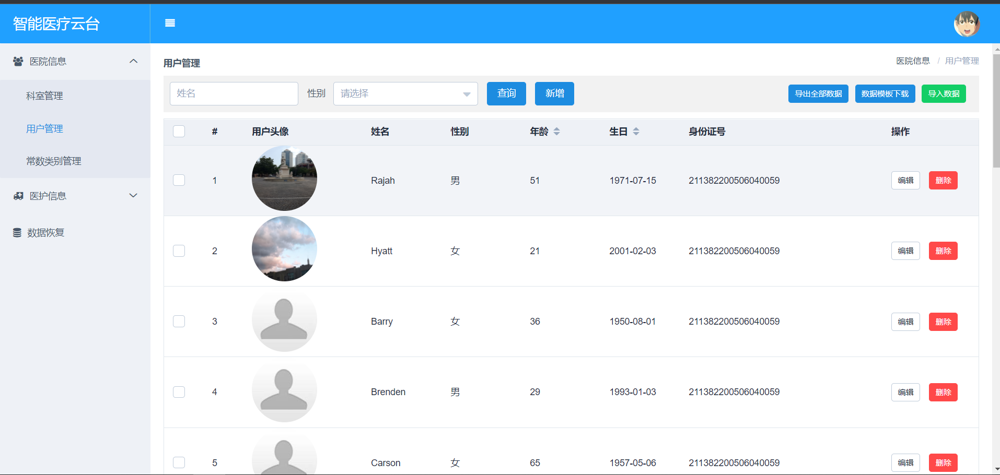 智能医疗云台
医院信息
科室管理
用户管理
常数类别管理
医护信息
数据恢复
用户管理
医院信息 / 用户管理
姓名 性别 请选择 查询 新增 导出全部数据 数据模板下载 导入数据
# 用户头像 姓名 性别 年龄 生日 身份证号 操作
1 Rajah 男 51 1971-07-15 211382200506040059 编辑 删除
2 Hyatt 女 21 2001-02-03 211382200506040059 编辑 删除
3 Barry 女 36 1950-08-01 211382200506040059 编辑 删除
4 Brenden 男 29 1993-01-03 211382200506040059 编辑 删除
5 Carson 女 65 1957-05-06 211382200506040059 编辑 删除